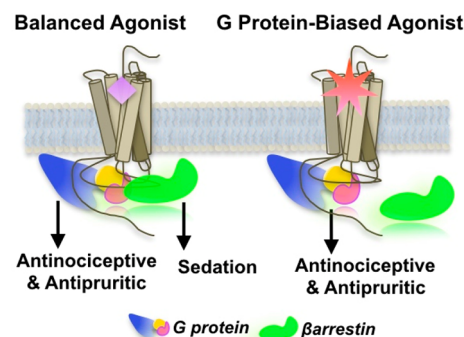 Balanced Agonist
G Protein-Biased Agonist
Antinociceptive
& Antipruritic
Sedation
Antinociceptive
& Antipruritic
G protein
βarrestin